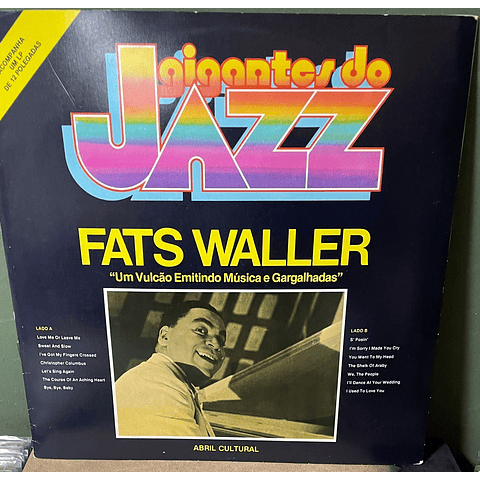 ACOMPANHA
UM LP
DE 12 POLEGADAS
gigantes do
JAZZ
FATS WALLER
"Um Vulcão Emitindo Música e Gargalhadas"
LADO A
Love Me Or Leave Me
Sweet And Slow
I've Got My Fingers Crossed
Christopher Columbus
Let's Sing Again
The Course Of An Aching Heart
Bye, Bye, Baby
LADO B
S' Posin'
I'm Sorry I Made You Cry
You Went To My Head
The Sheik Of Araby
We, The People
I'll Dance At Your Wedding
I Used To Love You
ABRIL CULTURAL